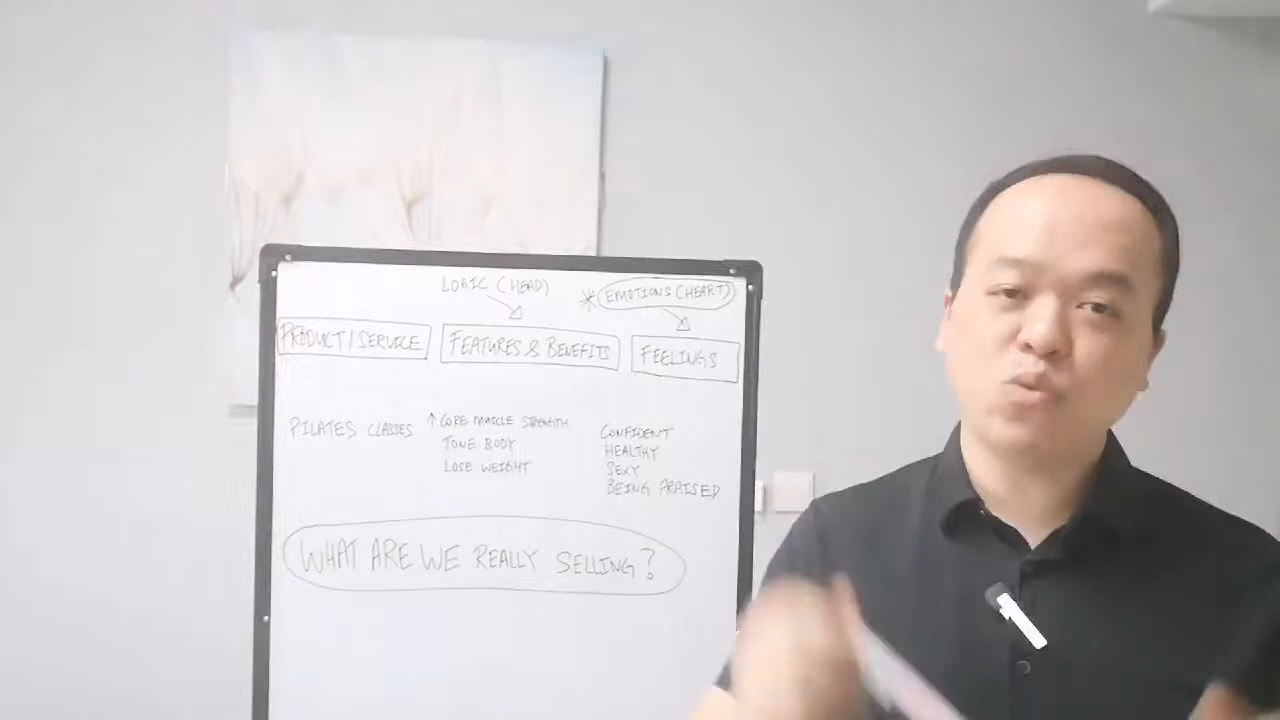 LOGIC (HEAD)
* EMOTIONS (HEART)
PRODUCT/SERVICE
FEATURES & BENEFITS
FEELINGS
PILATES CLASSES
↑ CORE MUSCLE STRENGTH
TONE BODY
LOSE WEIGHT
CONFIDENT
HEALTHY
SEXY
BEING PRAISED
WHAT ARE WE REALLY SELLING?